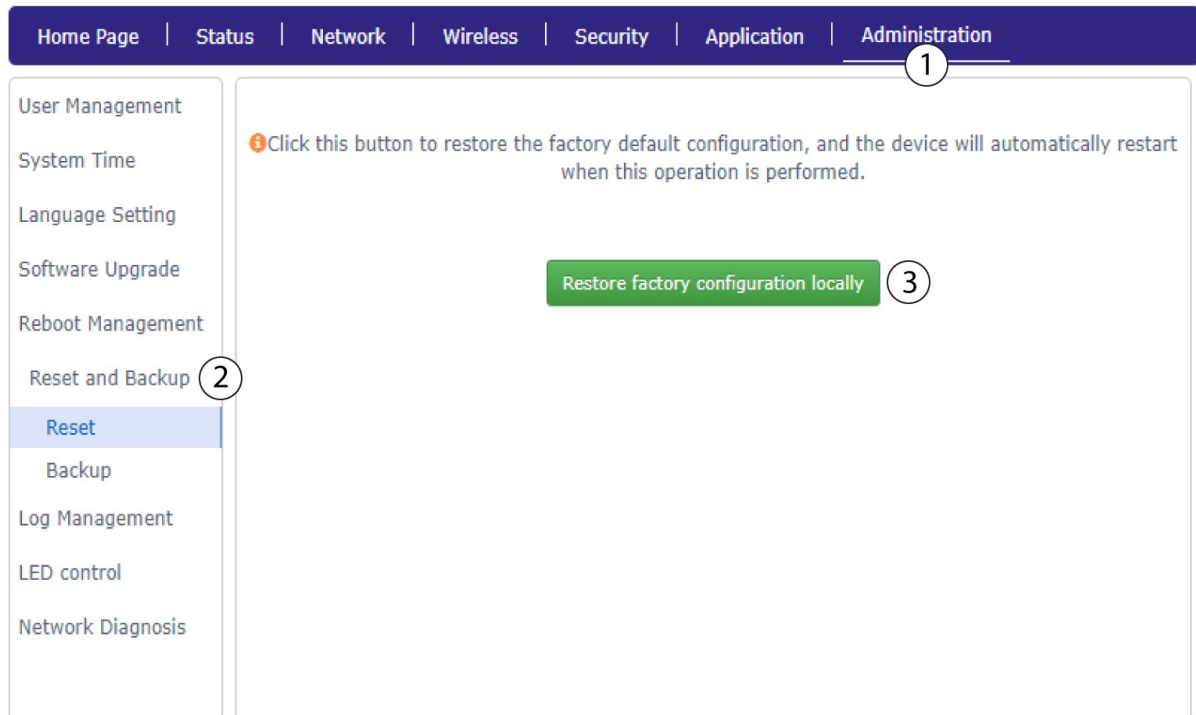 Home Page | Status | Network | Wireless | Security | Application | Administration
1
User Management
System Time
Language Setting
Software Upgrade
Reboot Management
Reset and Backup 2
Reset
Backup
Log Management
LED control
Network Diagnosis
Click this button to restore the factory default configuration, and the device will automatically restart
when this operation is performed.
Restore factory configuration locally 3